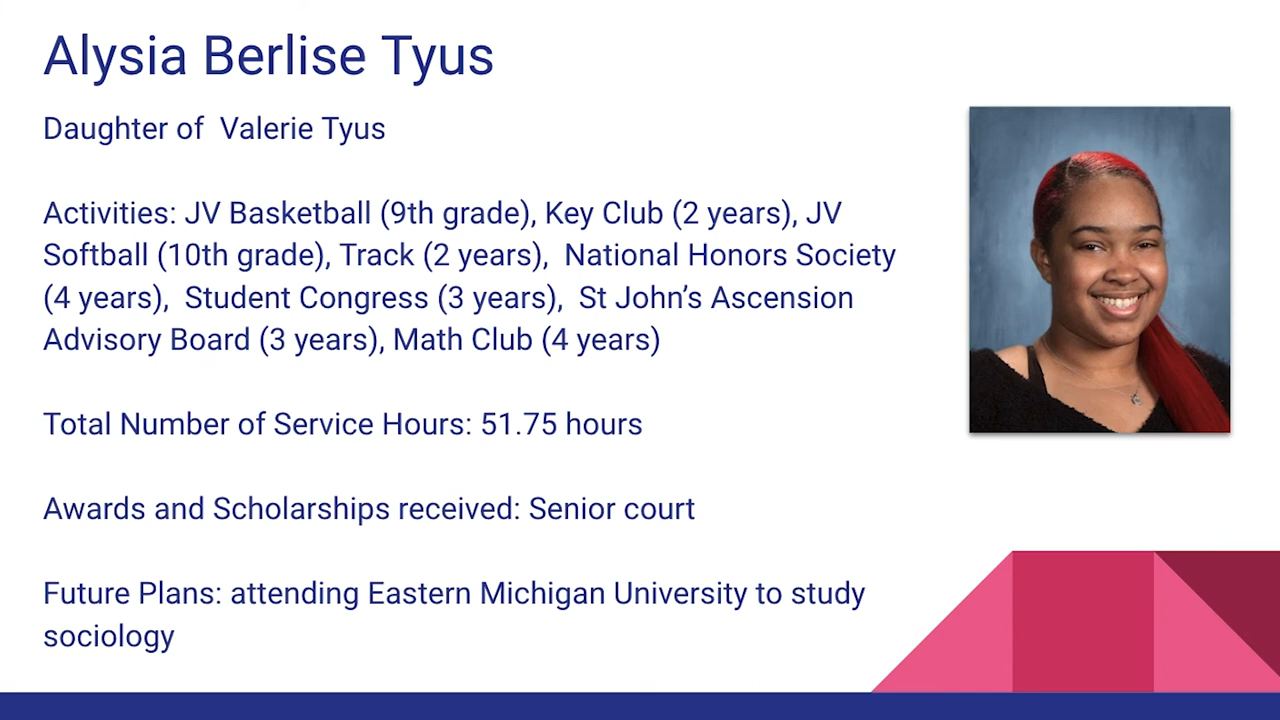 Alysia Berlise Tyus
Daughter of  Valerie Tyus
Activities: JV Basketball (9th grade), Key Club (2 years), JV
Softball (10th grade), Track (2 years),  National Honors Society
(4 years),  Student Congress (3 years),  St John’s Ascension
Advisory Board (3 years), Math Club (4 years)
Total Number of Service Hours: 51.75 hours
Awards and Scholarships received: Senior court
Future Plans: attending Eastern Michigan University to study
sociology